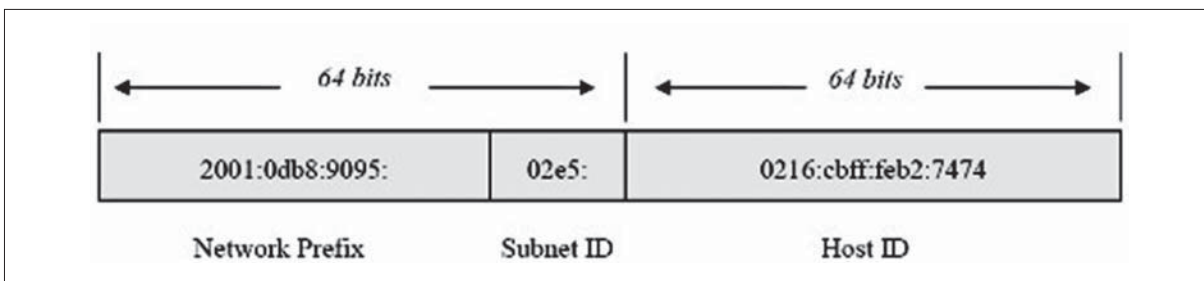 64 bits 64 bits
2001:0db8:9095: 02e5: 0216:cbff:feb2:7474
Network Prefix Subnet ID Host ID